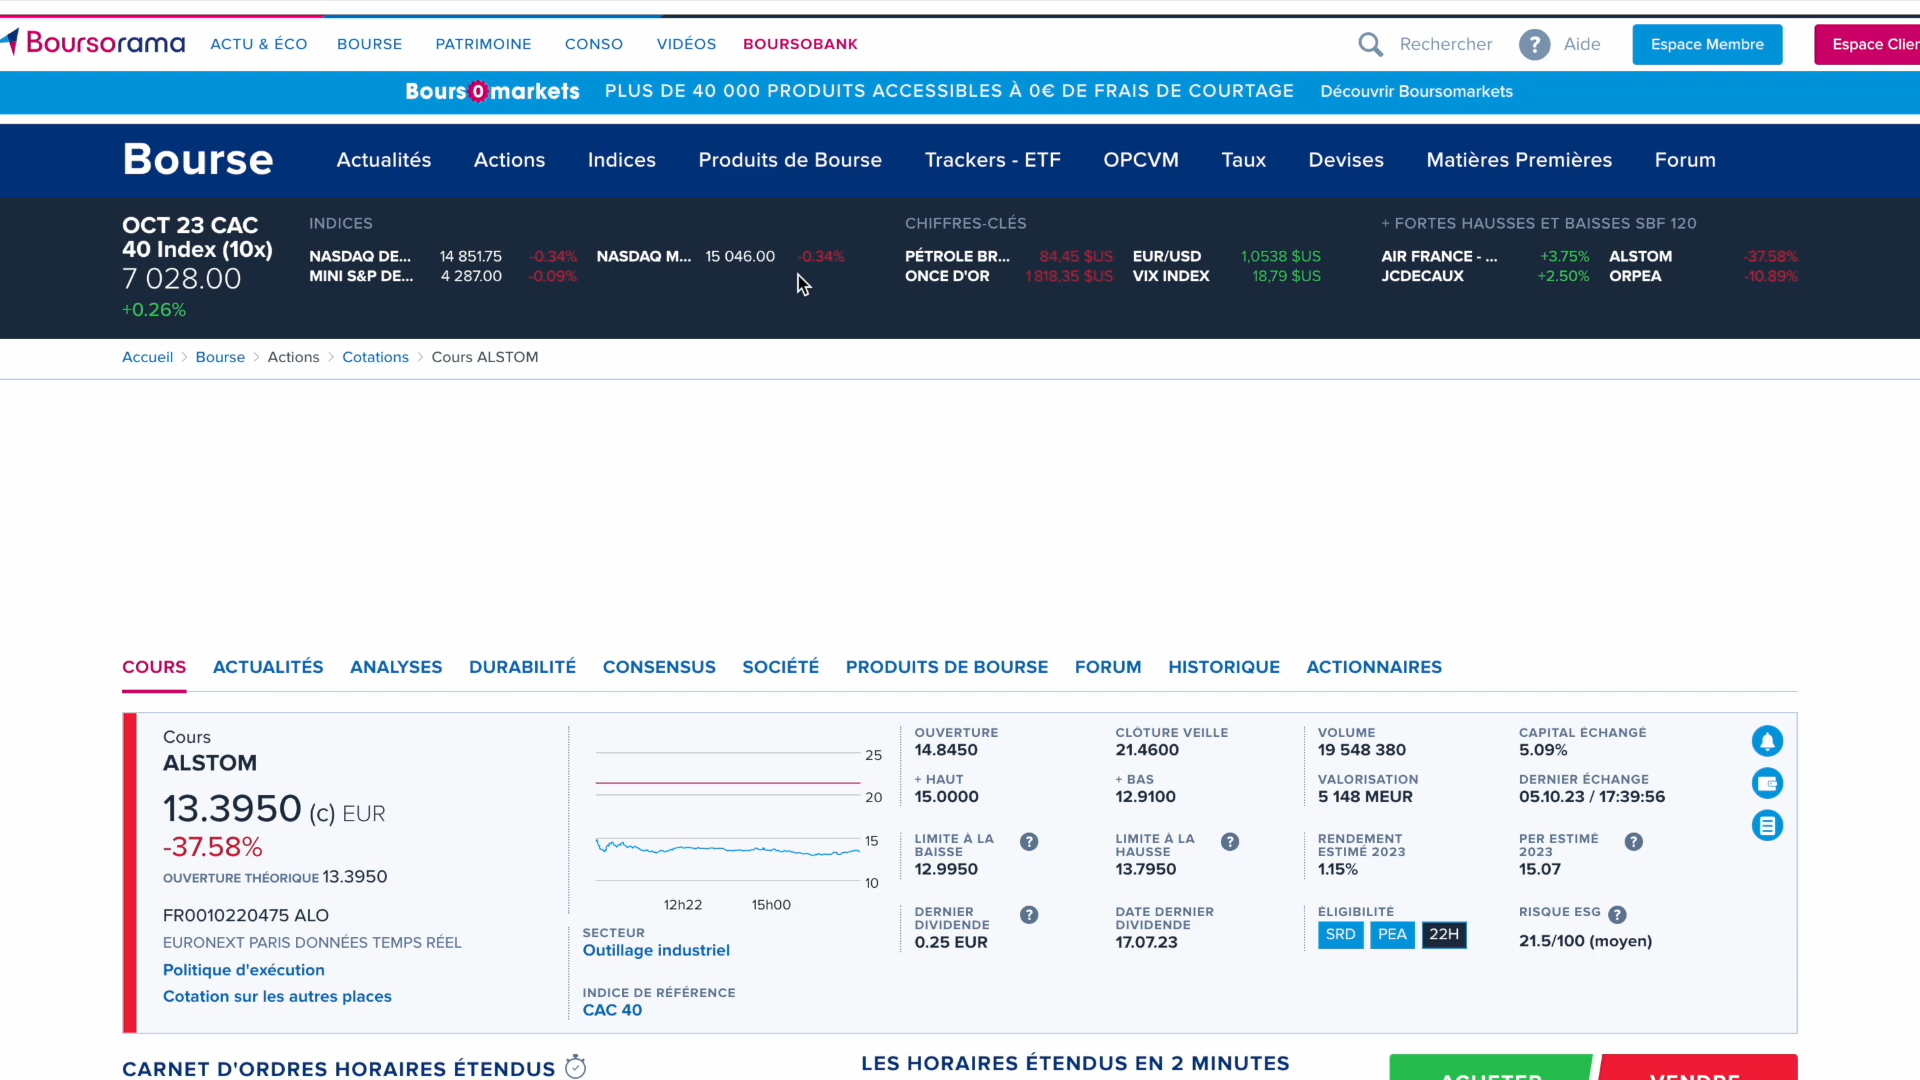 Boursorama ACTU & ÉCO BOURSE PATRIMOINE CONSO VIDÉOS BOURSOBANK Rechercher ? Aide Espace Membre
Bours0markets PLUS DE 40 000 PRODUITS ACCESSIBLES À 0€ DE FRAIS DE COURTAGE Découvrir Boursomarkets
Bourse Actualités Actions Indices Produits de Bourse Trackers - ETF OPCVM Taux Devises Matières Premières Forum
OCT 23 CAC
40 Index (10x)
7 028.00
+0.26%
INDICES
NASDAQ DE... 14 851.75 -0.34% NASDAQ M... 15 046.00 -0.34%
MINI S&P DE... 4 287.00 -0.09%
CHIFFRES-CLÉS
PÉTROLE BR... 84,45 $US EUR/USD 1,0538 $US
ONCE D'OR 1 818,35 $US VIX INDEX 18,79 $US
+ FORTES HAUSSES ET BAISSES SBF 120
AIR FRANCE - ... +3.75% ALSTOM -37.58%
JCDECAUX +2.50% ORPEA -10.89%
Accueil > Bourse > Actions > Cotations > Cours ALSTOM
COURS ACTUALITÉS ANALYSES DURABILITÉ CONSENSUS SOCIÉTÉ PRODUITS DE BOURSE FORUM HISTORIQUE ACTIONNAIRES
Cours
ALSTOM
13.3950 (c) EUR
-37.58%
OUVERTURE THÉORIQUE 13.3950
FR0010220475 ALO
EURONEXT PARIS DONNÉES TEMPS RÉEL
Politique d'exécution
Cotation sur les autres places
25
20
15
10
12h22 15h00
SECTEUR
Outillage industriel
INDICE DE RÉFÉRENCE
CAC 40
OUVERTURE
14.8450
CLÔTURE VEILLE
21.4600
VOLUME
19 548 380
CAPITAL ÉCHANGÉ
5.09%
+ HAUT
15.0000
+ BAS
12.9100
VALORISATION
5 148 MEUR
DERNIER ÉCHANGE
05.10.23 / 17:39:56
LIMITE À LA
BAISSE ?
12.9950
LIMITE À LA
HAUSSE ?
13.7950
RENDEMENT
ESTIMÉ 2023
1.15%
PER ESTIMÉ
2023 ?
15.07
DERNIER
DIVIDENDE ?
0.25 EUR
DATE DERNIER
DIVIDENDE
17.07.23
ÉLIGIBILITÉ
SRD PEA 22H
RISQUE ESG ?
21.5/100 (moyen)
CARNET D'ORDRES HORAIRES ÉTENDUS
LES HORAIRES ÉTENDUS EN 2 MINUTES
ACHETER VENDRE